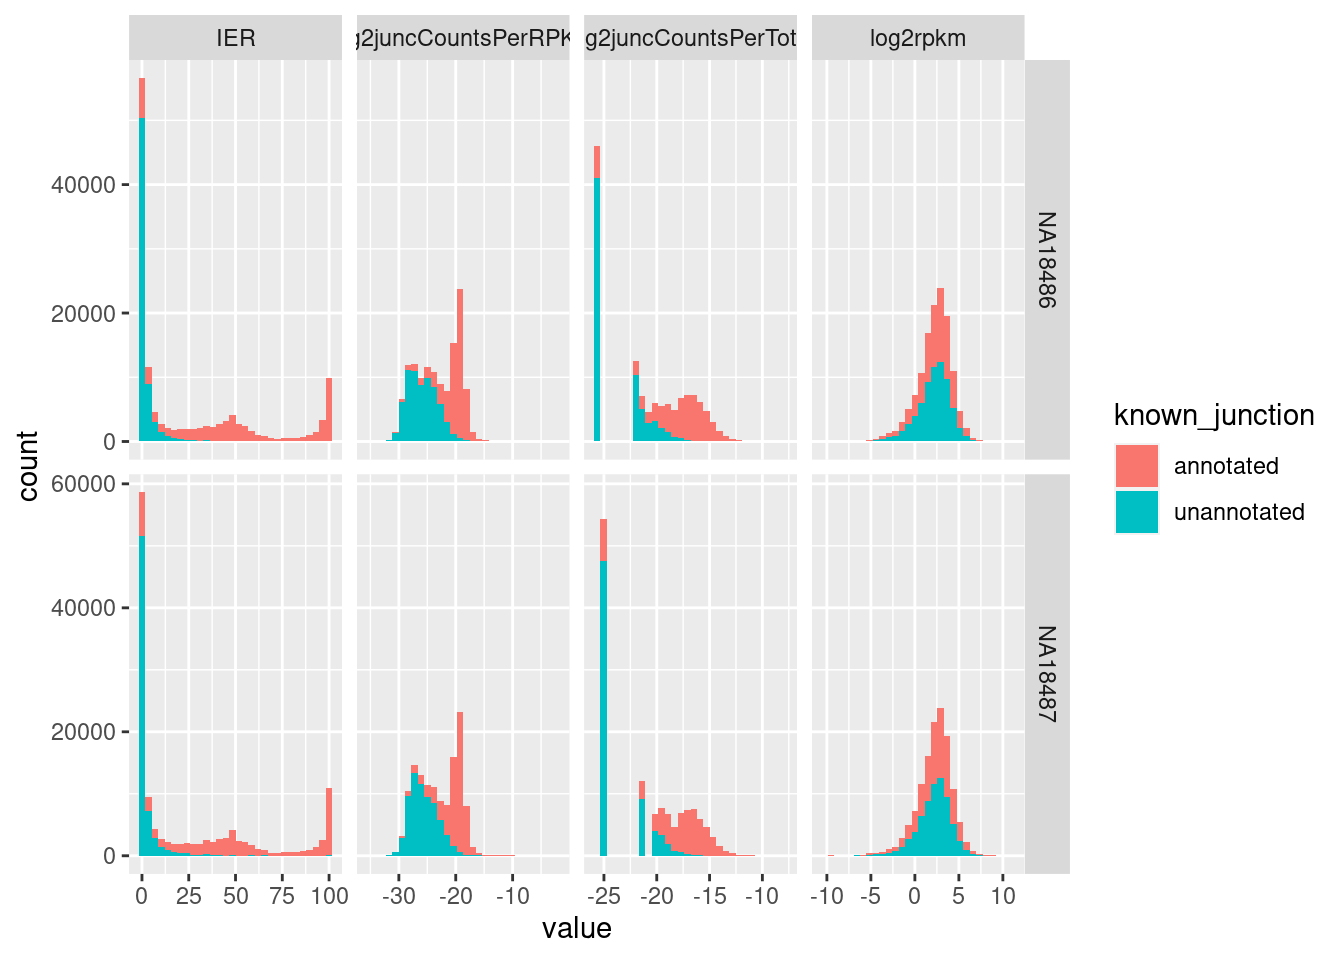 IER
g2juncCountsPerRPK
g2juncCountsPerTot
log2rpkm
NA18486
40000
20000
0
NA18487
60000
40000
20000
0
count
0 25 50 75 100
-30 -20 -10
-25 -20 -15 -10
-10 -5 0 5 10
value
known_junction
annotated
unannotated